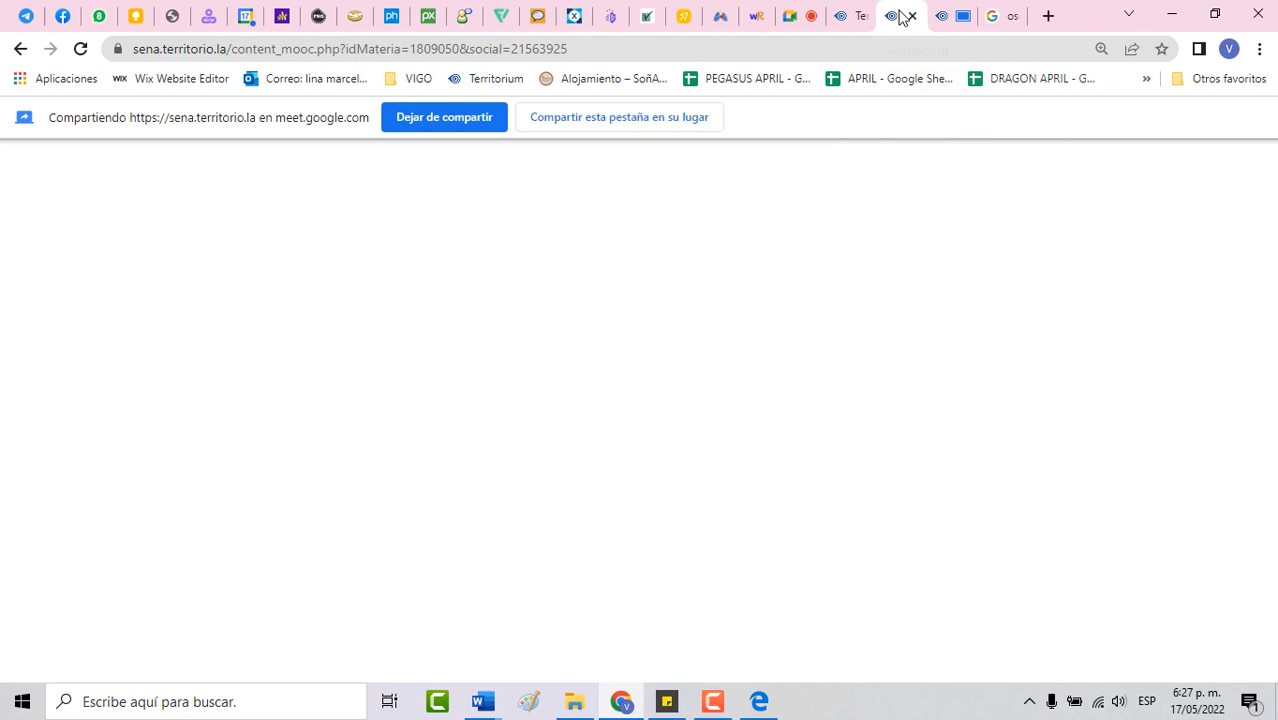 Te
os
sena.territorio.la/content_mooc.php?idMateria=1809050&social=21563925
V
Aplicaciones
WiX Wix Website Editor
Correo: lina marcel...
VIGO
Territorium
Alojamiento – SoñA...
PEGASUS APRIL - G...
APRIL - Google She...
DRAGON APRIL - G...
»
Otros favoritos
Compartiendo https://sena.territorio.la en meet.google.com
Dejar de compartir
Compartir esta pestaña en su lugar
Escribe aquí para buscar.
ESP
6:27 p. m.
17/05/2022